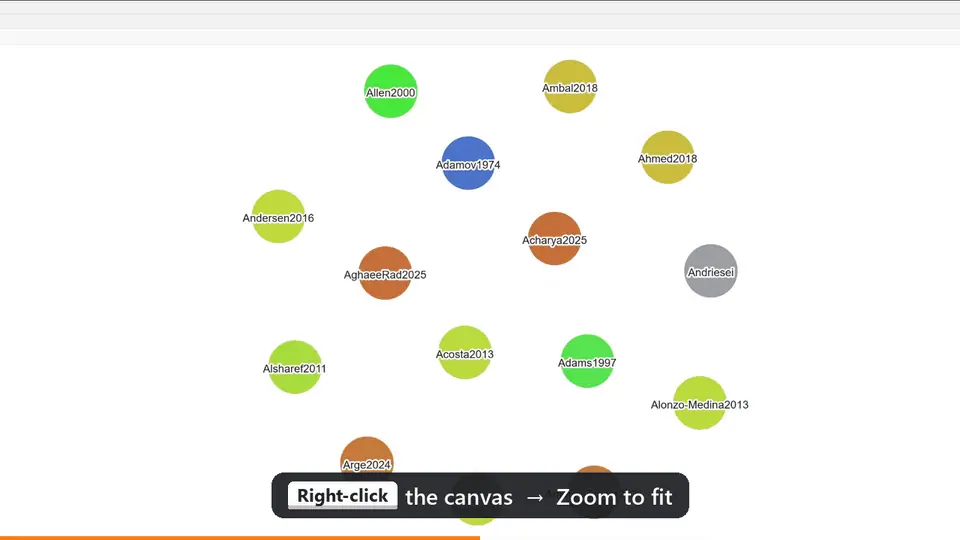 Allen2000
Ambal2018
Adamov1974
Ahmed2018
Andersen2016
Acharya2025
AghaeeRad2025
Andriesei
Acosta2013
Adams1997
Alsharef2011
Alonzo-Medina2013
Arge2024
Right-click the canvas → Zoom to fit